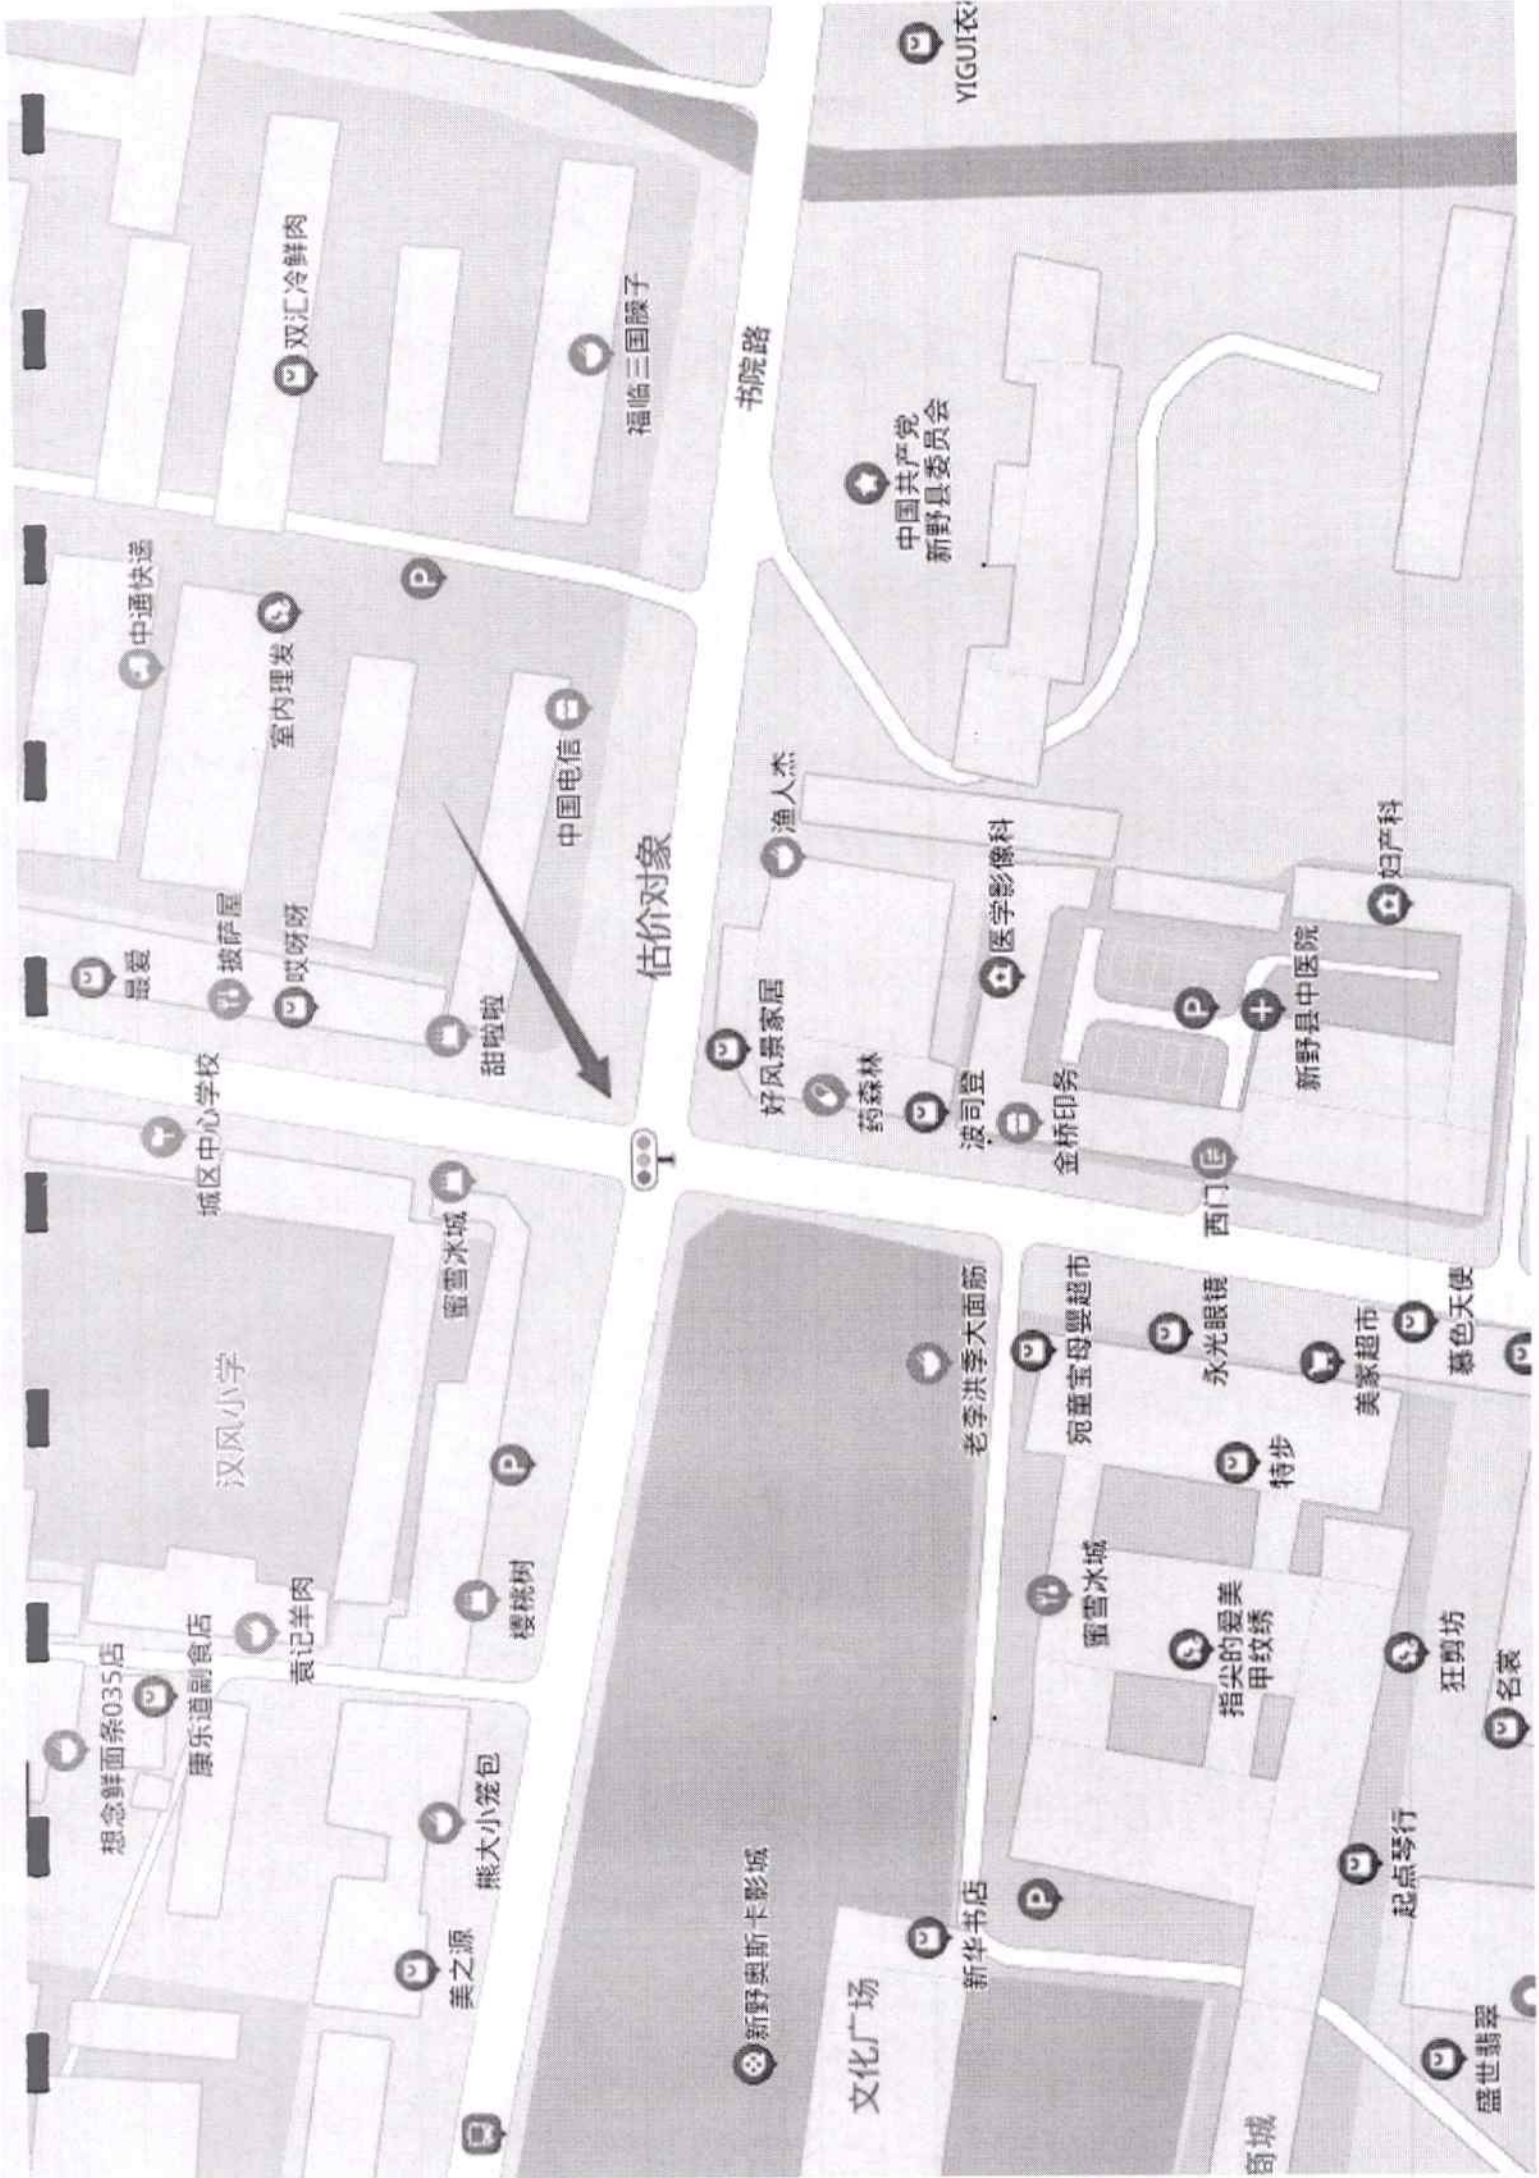 想念鲜面条035店
最爱
中通快递
康乐道副食店
城区中心学校
汉风小学
披萨屋
室内理发
袁记羊肉
哎呀呀
双汇冷鲜肉
美之源
蜜雪冰城
P
熊大小笼包
甜啦啦
P
樱桃树
中国电信
福临三国臊子
估价对象
书院路
新野奥斯卡影城
好风景家居
渔人杰
文化广场
药森林
中国共产党
新野县委员会
新华书店
老李洪季大面筋
波司登
医学影像科
YIGUI衣
P
宛童宝母婴超市
金桥印务
蜜雪冰城
P
西门
永光眼镜
指尖的爱美
甲纹绣
特步
商城
新野县中医院
美家超市
妇产科
起点琴行
狂剪坊
慕色天使
盛世翡翠
名裳